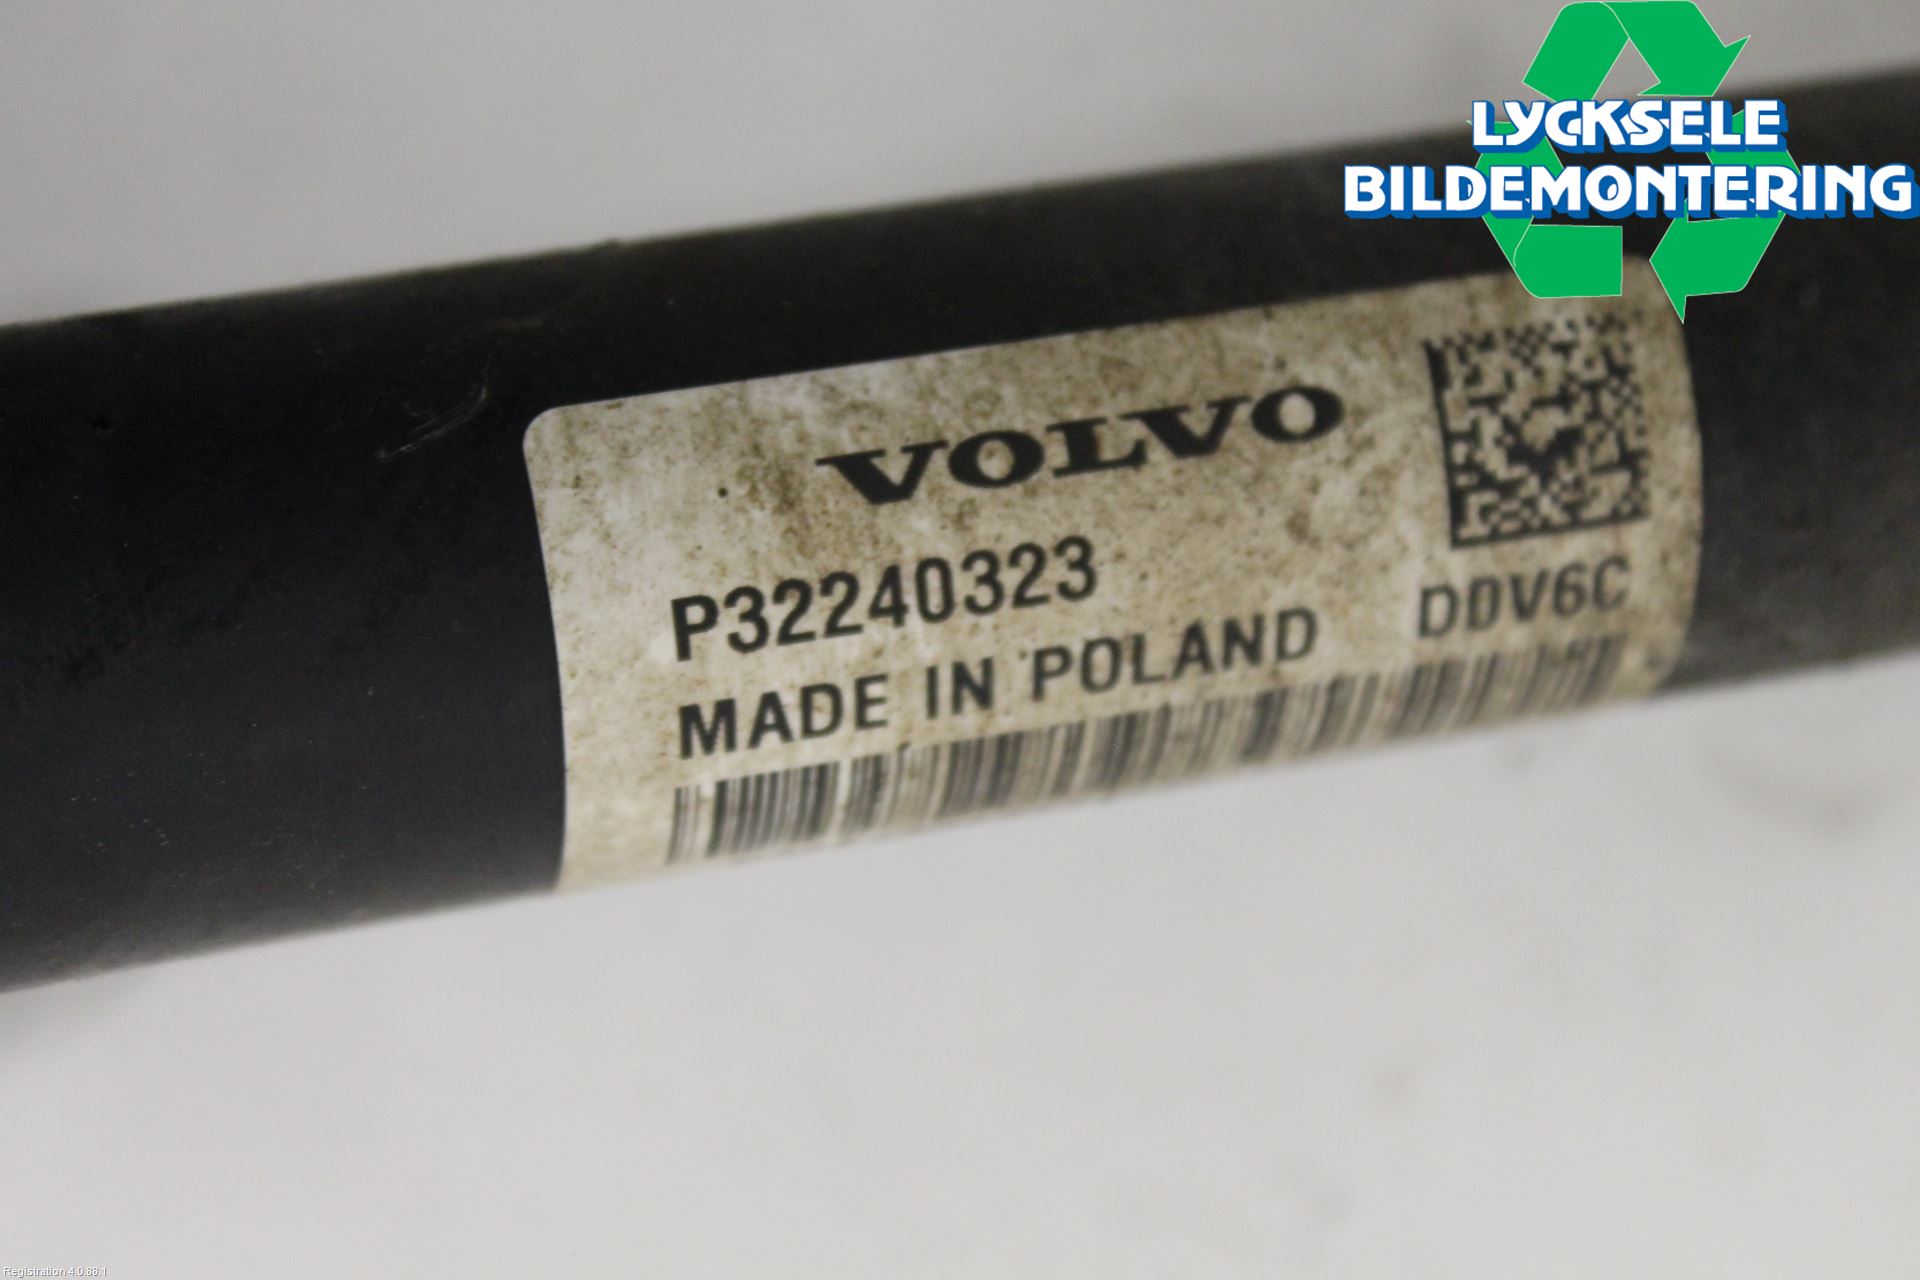 LYCKSELE
BILDEMONTERING
VOLVO
P32240323
DDV6C
MADE IN POLAND
Registration 4.0.88.1